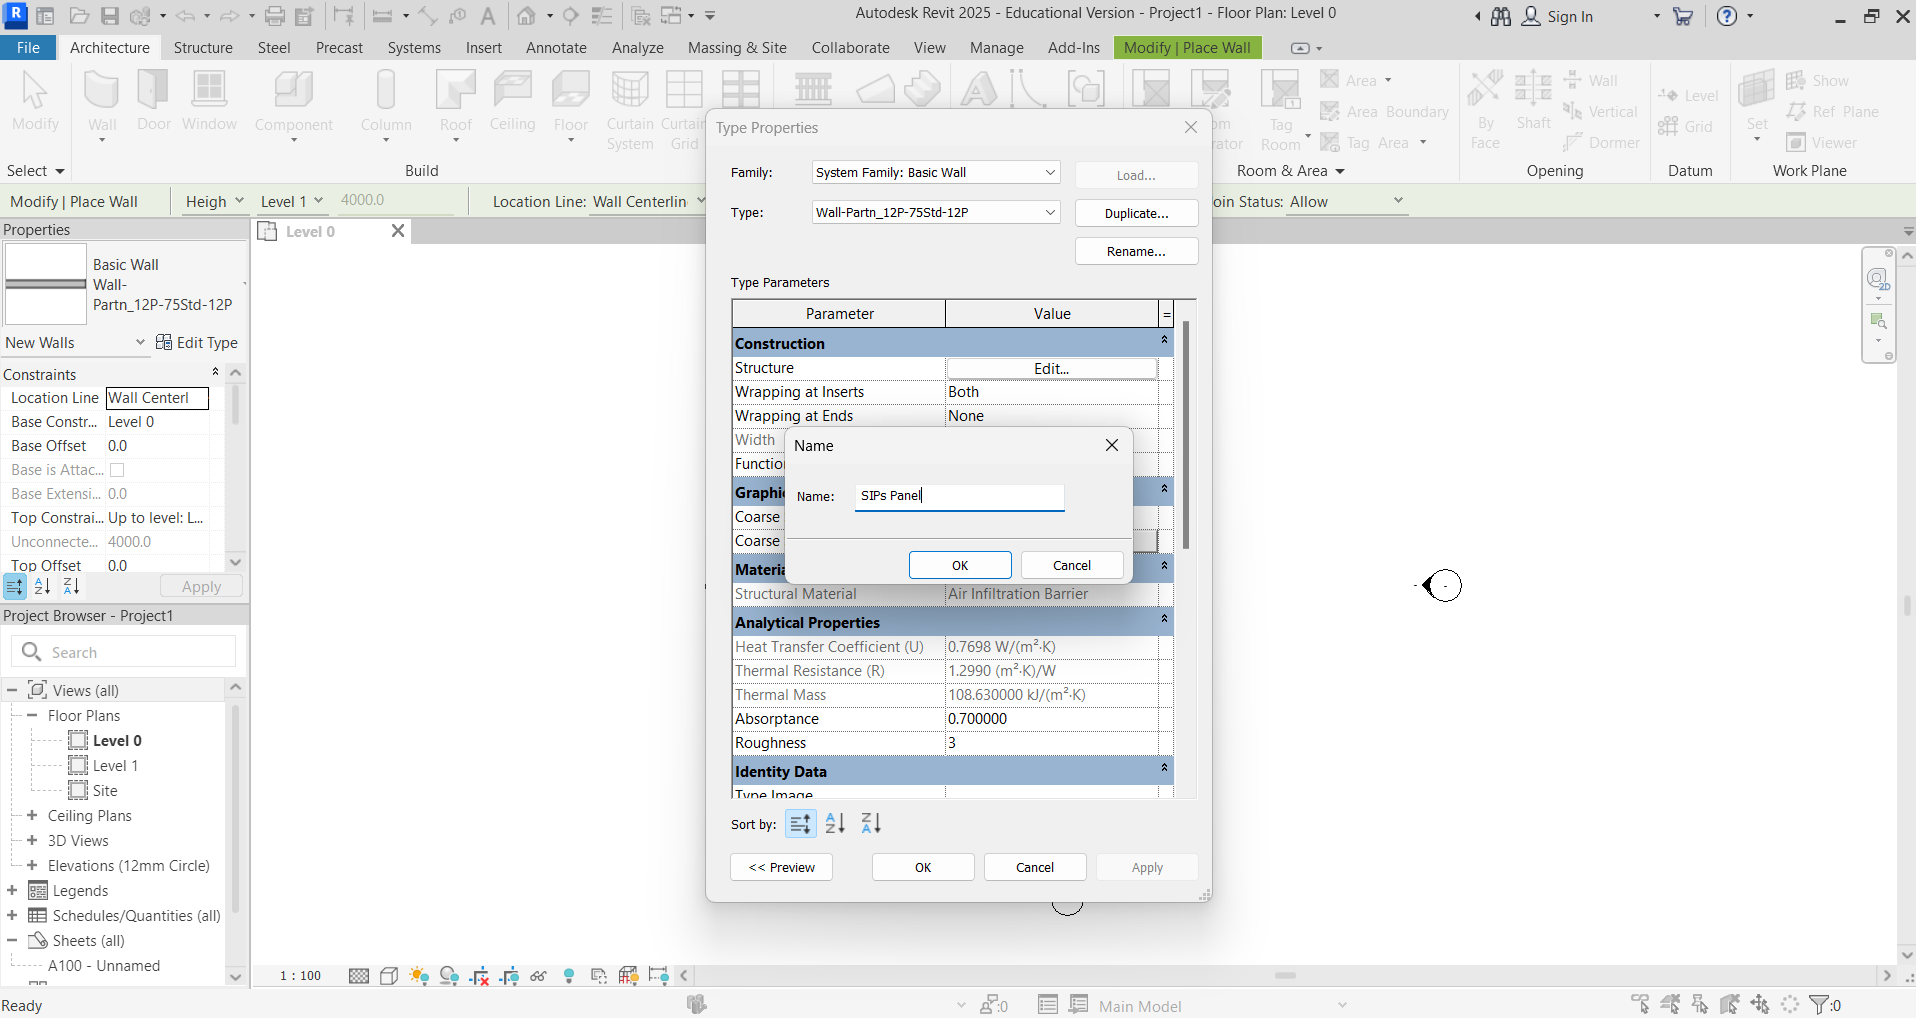 Autodesk Revit 2025 - Educational Version - Project1 - Floor Plan: Level 0
Sign In
File Architecture Structure Steel Precast Systems Insert Annotate Analyze Massing & Site Collaborate View Manage Add-Ins Modify | Place Wall
Modify Wall Door Window Component Column Roof Ceiling Floor Curtain System Curtain Grid
Tag Room Area Area Boundary Tag Area
By Face Shaft Wall Vertical Dormer
Level Grid
Set Show Ref Plane Viewer
Select Build Room & Area Opening Datum Work Plane
Modify | Place Wall Heigh Level 1 4000.0 Location Line: Wall Centerlin oin Status: Allow
Properties
Level 0
Basic Wall
Wall-
Partn_12P-75Std-12P
New Walls Edit Type
Constraints
Location Line Wall Centerl
Base Constr... Level 0
Base Offset 0.0
Base is Attac...
Base Extensi... 0.0
Top Constrai... Up to level: L...
Unconnecte... 4000.0
Top Offset 0.0
Apply
Project Browser - Project1
Search
Views (all)
Floor Plans
Level 0
Level 1
Site
Ceiling Plans
3D Views
Elevations (12mm Circle)
Legends
Schedules/Quantities (all)
Sheets (all)
A100 - Unnamed
Type Properties
Family: System Family: Basic Wall Load...
Type: Wall-Partn_12P-75Std-12P Duplicate...
Rename...
Type Parameters
Parameter Value =
Construction
Structure Edit...
Wrapping at Inserts Both
Wrapping at Ends None
Width
Functio
Graphi
Coarse
Coarse
Materia
Structural Material Air Infiltration Barrier
Analytical Properties
Heat Transfer Coefficient (U) 0.7698 W/(m²·K)
Thermal Resistance (R) 1.2990 (m²·K)/W
Thermal Mass 108.630000 kJ/(m²·K)
Absorptance 0.700000
Roughness 3
Identity Data
Type Image
Sort by:
<< Preview OK Cancel Apply
Name
Name: SIPs Panel
OK Cancel
2D
1 : 100
Ready
:0
Main Model
:0